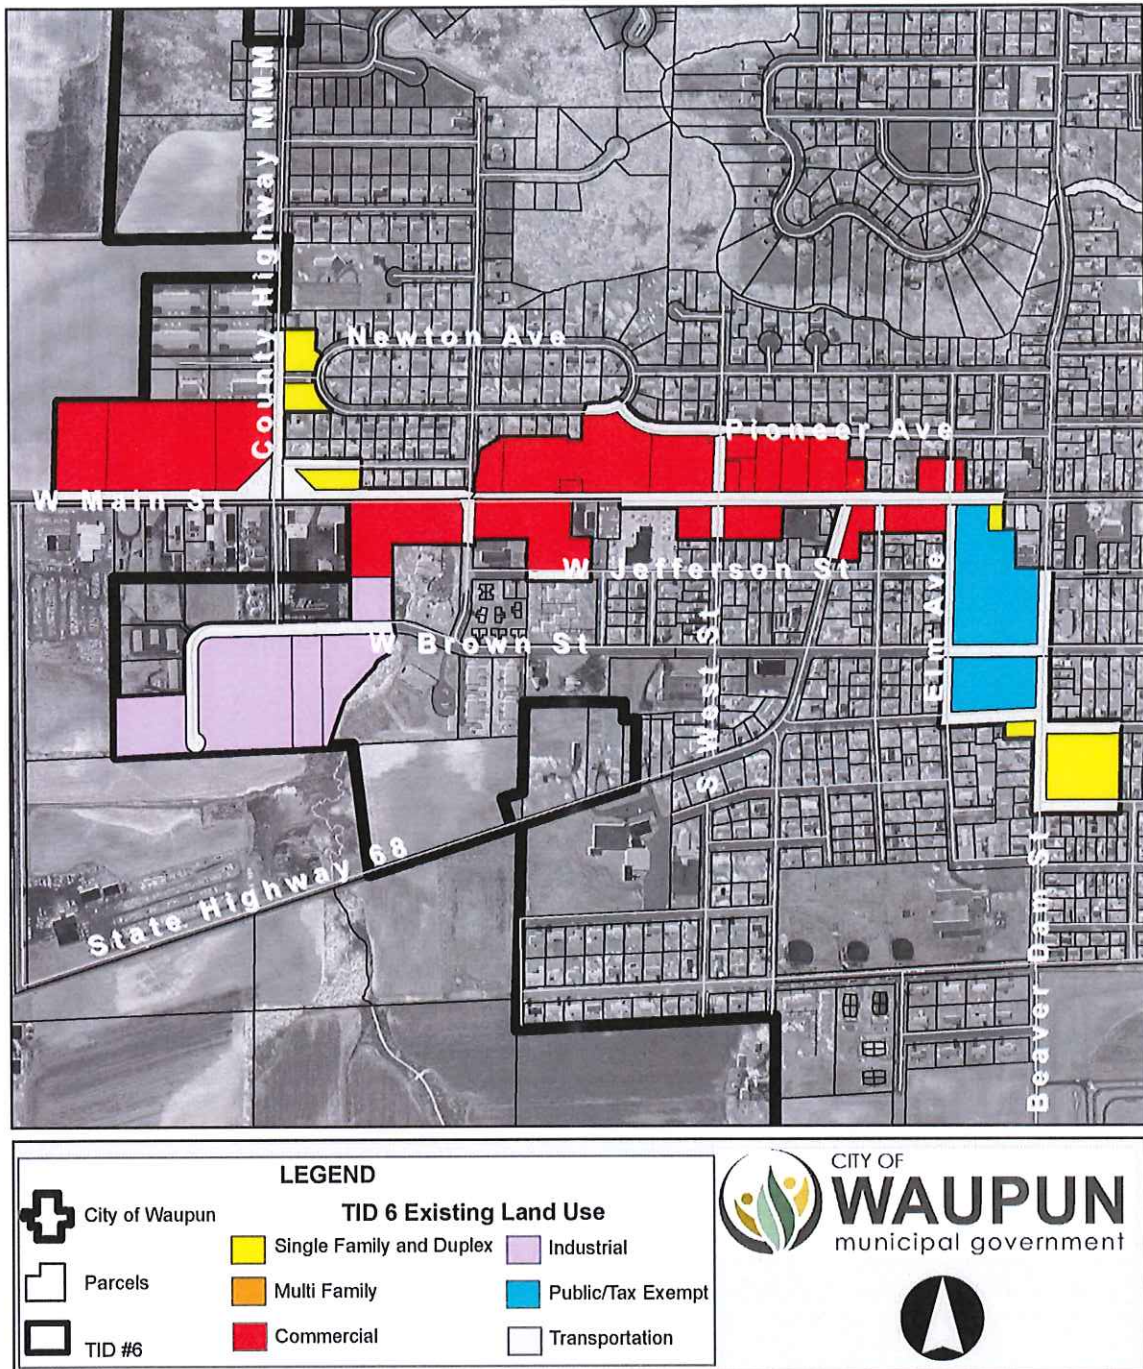 County Highway MMM
Newton Ave
Pioneer Ave
W Main St
W Jefferson St
W Brown St
S West St
Elm Ave
State Highway 68
Beaver Dam St
LEGEND
City of Waupun
Parcels
TID #6
TID 6 Existing Land Use
Single Family and Duplex
Multi Family
Commercial
Industrial
Public/Tax Exempt
Transportation
CITY OF
WAUPUN
municipal government